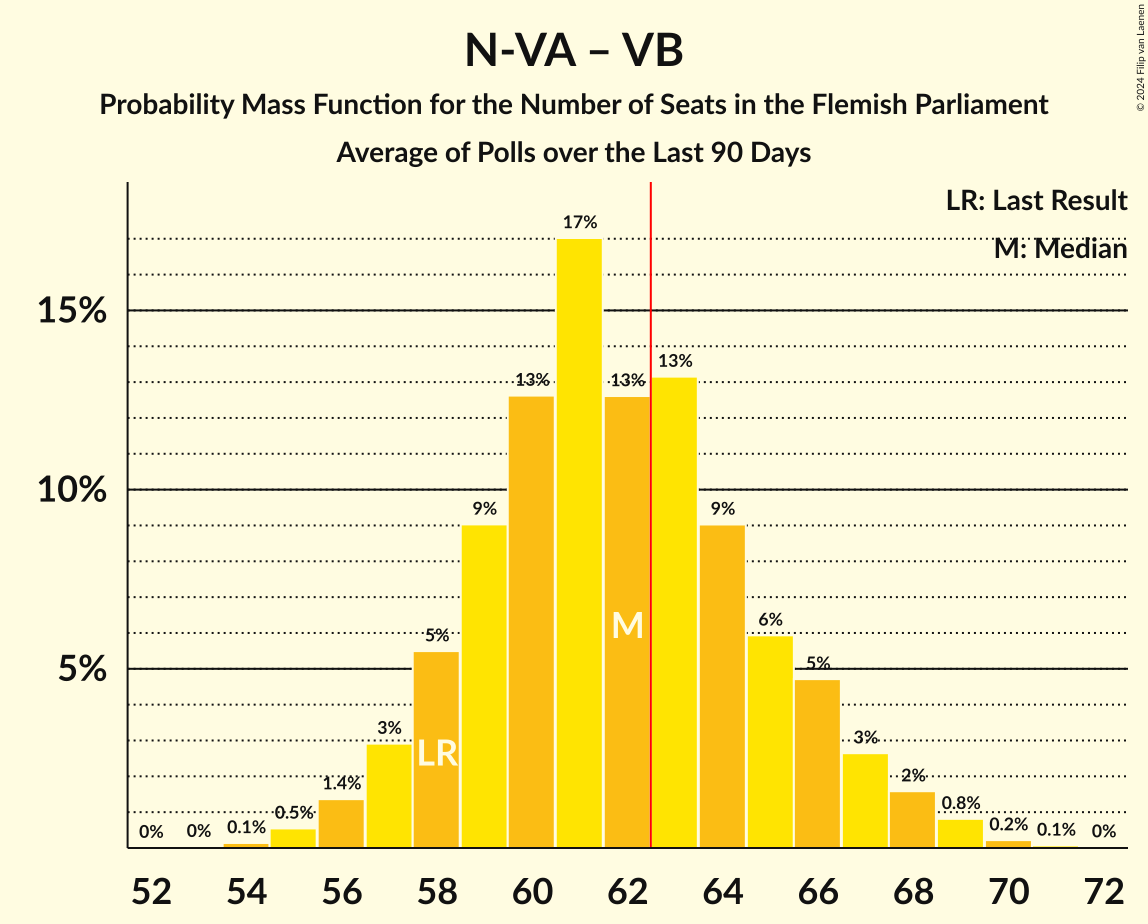 N-VA – VB
Probability Mass Function for the Number of Seats in the Flemish Parliament
Average of Polls over the Last 90 Days
© 2024 Filip van Laenen
LR: Last Result
M: Median
15%
10%
5%
0%
0%
0.1%
0.5%
1.4%
3%
5%
9%
13%
17%
13%
13%
9%
6%
5%
3%
2%
0.8%
0.2%
0.1%
0%
LR
M
52 54 56 58 60 62 64 66 68 70 72